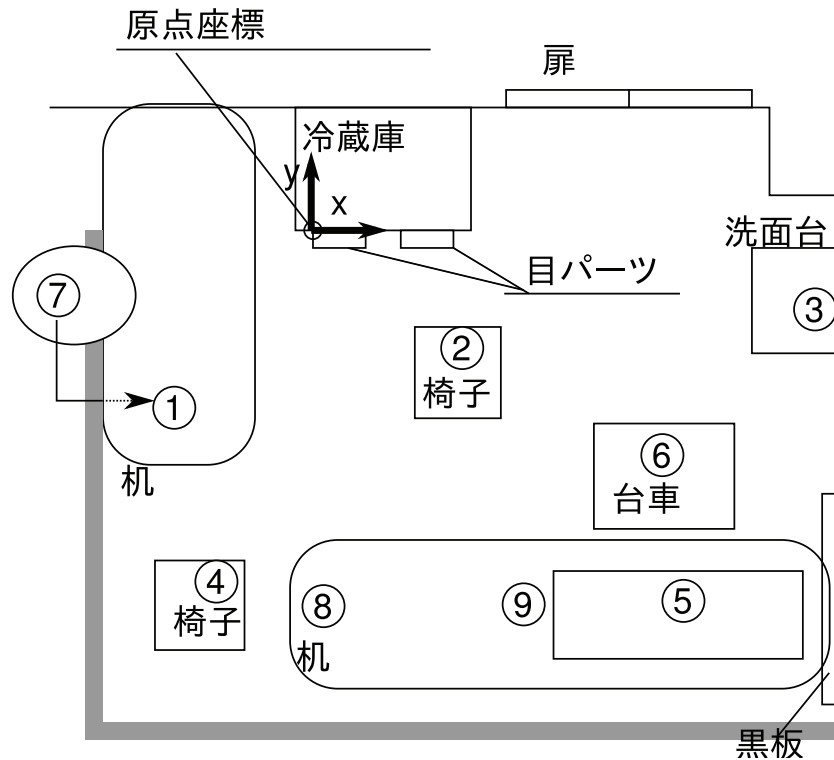 原点座標
扉
冷蔵庫
y
x
洗面台
目パーツ
⑦
③
②
椅子
①
⑥
台車
机
④
椅子
⑧
机
⑨
⑤
黒板